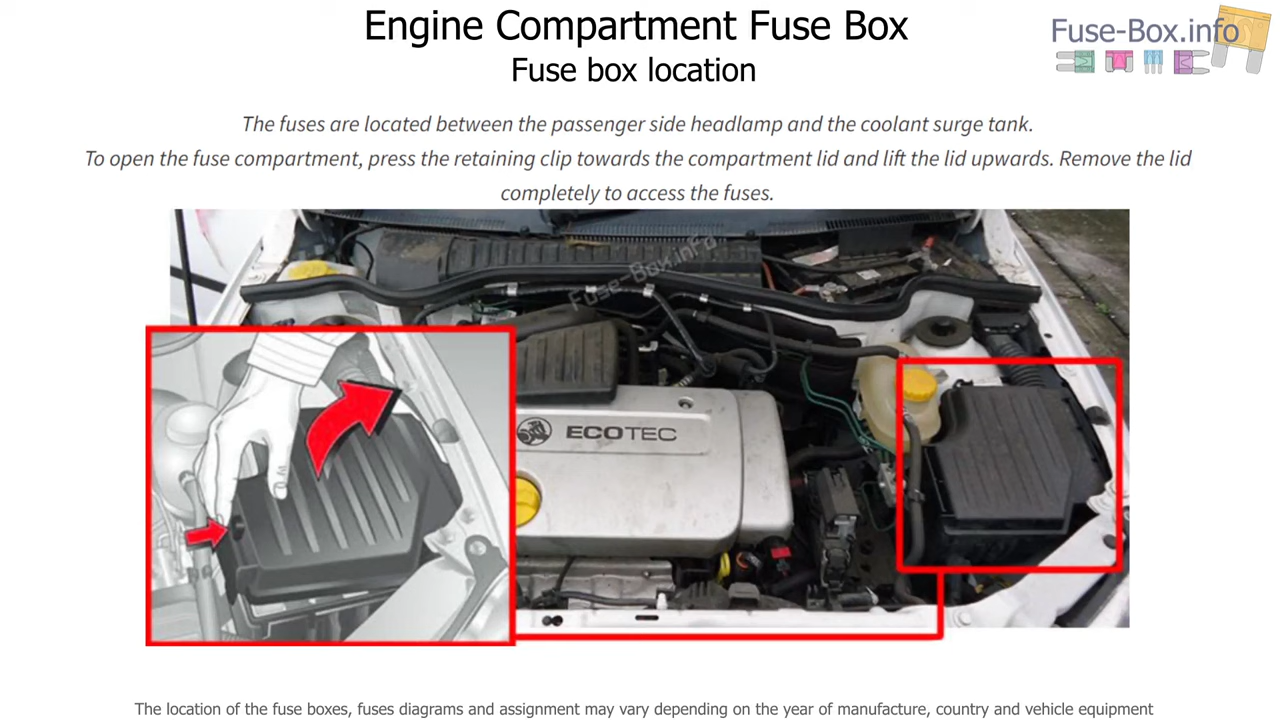 Engine Compartment Fuse Box
Fuse-Box.info
Fuse box location
The fuses are located between the passenger side headlamp and the coolant surge tank.
To open the fuse compartment, press the retaining clip towards the compartment lid and lift the lid upwards. Remove the lid
completely to access the fuses.
Fuse-Box.info
ECOTEC
The location of the fuse boxes, fuses diagrams and assignment may vary depending on the year of manufacture, country and vehicle equipment